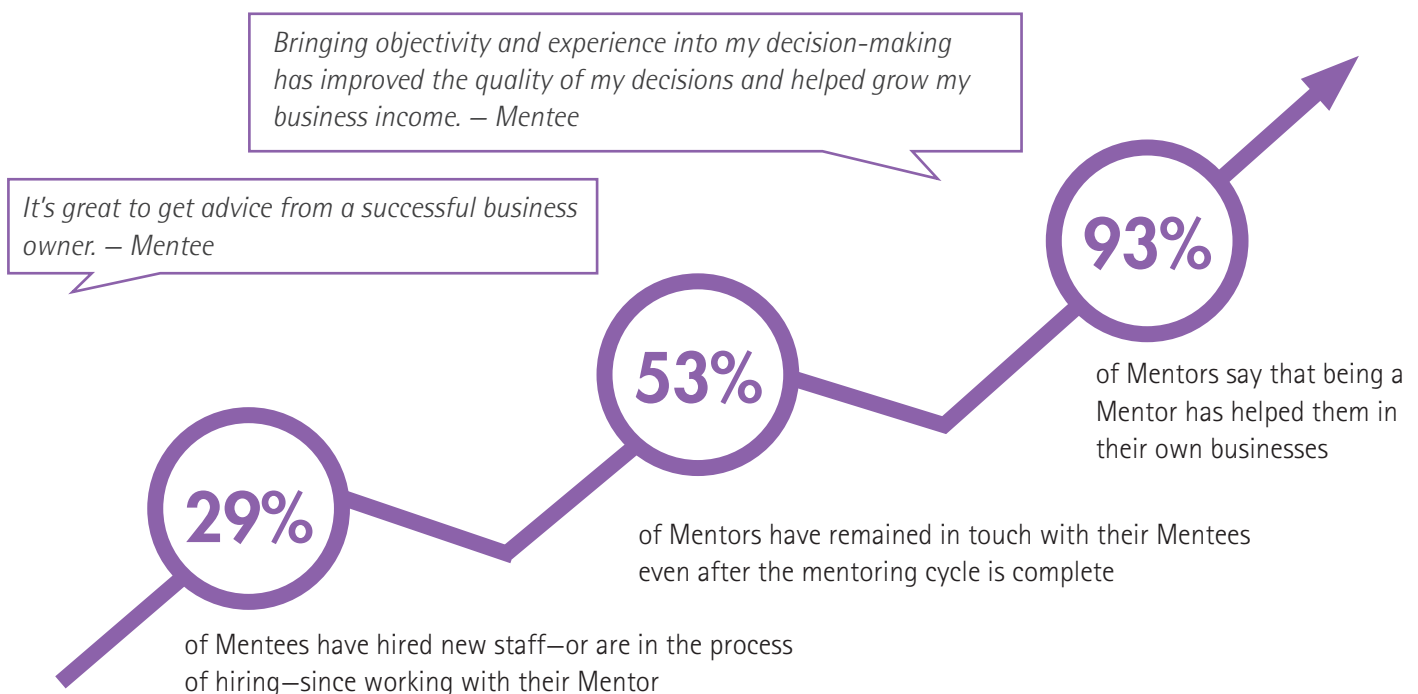 Bringing objectivity and experience into my decision-making
has improved the quality of my decisions and helped grow my
business income. — Mentee
It's great to get advice from a successful business
owner. — Mentee
93%
of Mentors say that being a
Mentor has helped them in
their own businesses
53%
of Mentors have remained in touch with their Mentees
even after the mentoring cycle is complete
29%
of Mentees have hired new staff—or are in the process
of hiring—since working with their Mentor